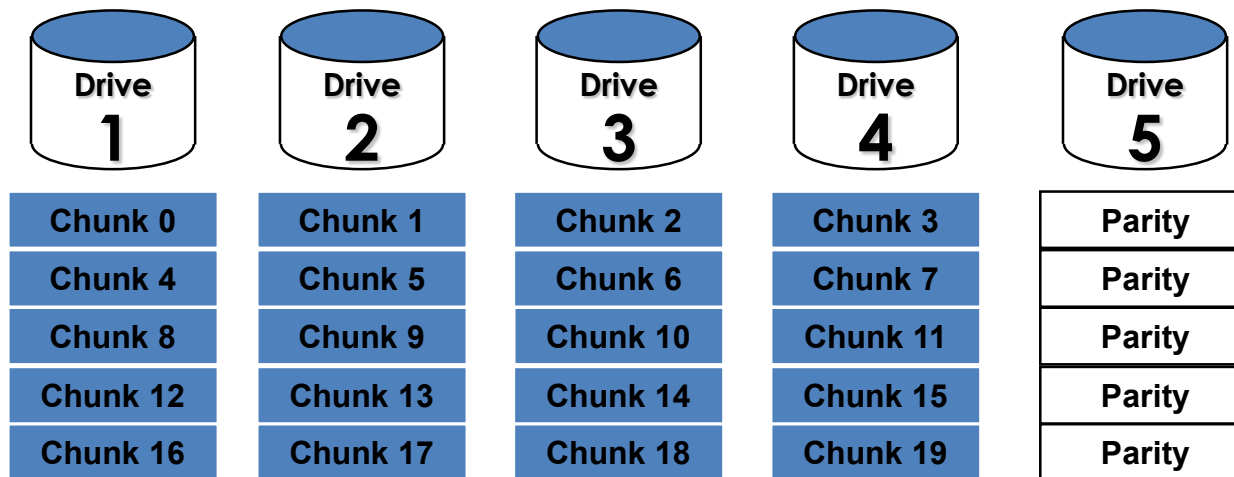 Drive 1
Drive 2
Drive 3
Drive 4
Drive 5
Chunk 0
Chunk 1
Chunk 2
Chunk 3
Parity
Chunk 4
Chunk 5
Chunk 6
Chunk 7
Parity
Chunk 8
Chunk 9
Chunk 10
Chunk 11
Parity
Chunk 12
Chunk 13
Chunk 14
Chunk 15
Parity
Chunk 16
Chunk 17
Chunk 18
Chunk 19
Parity